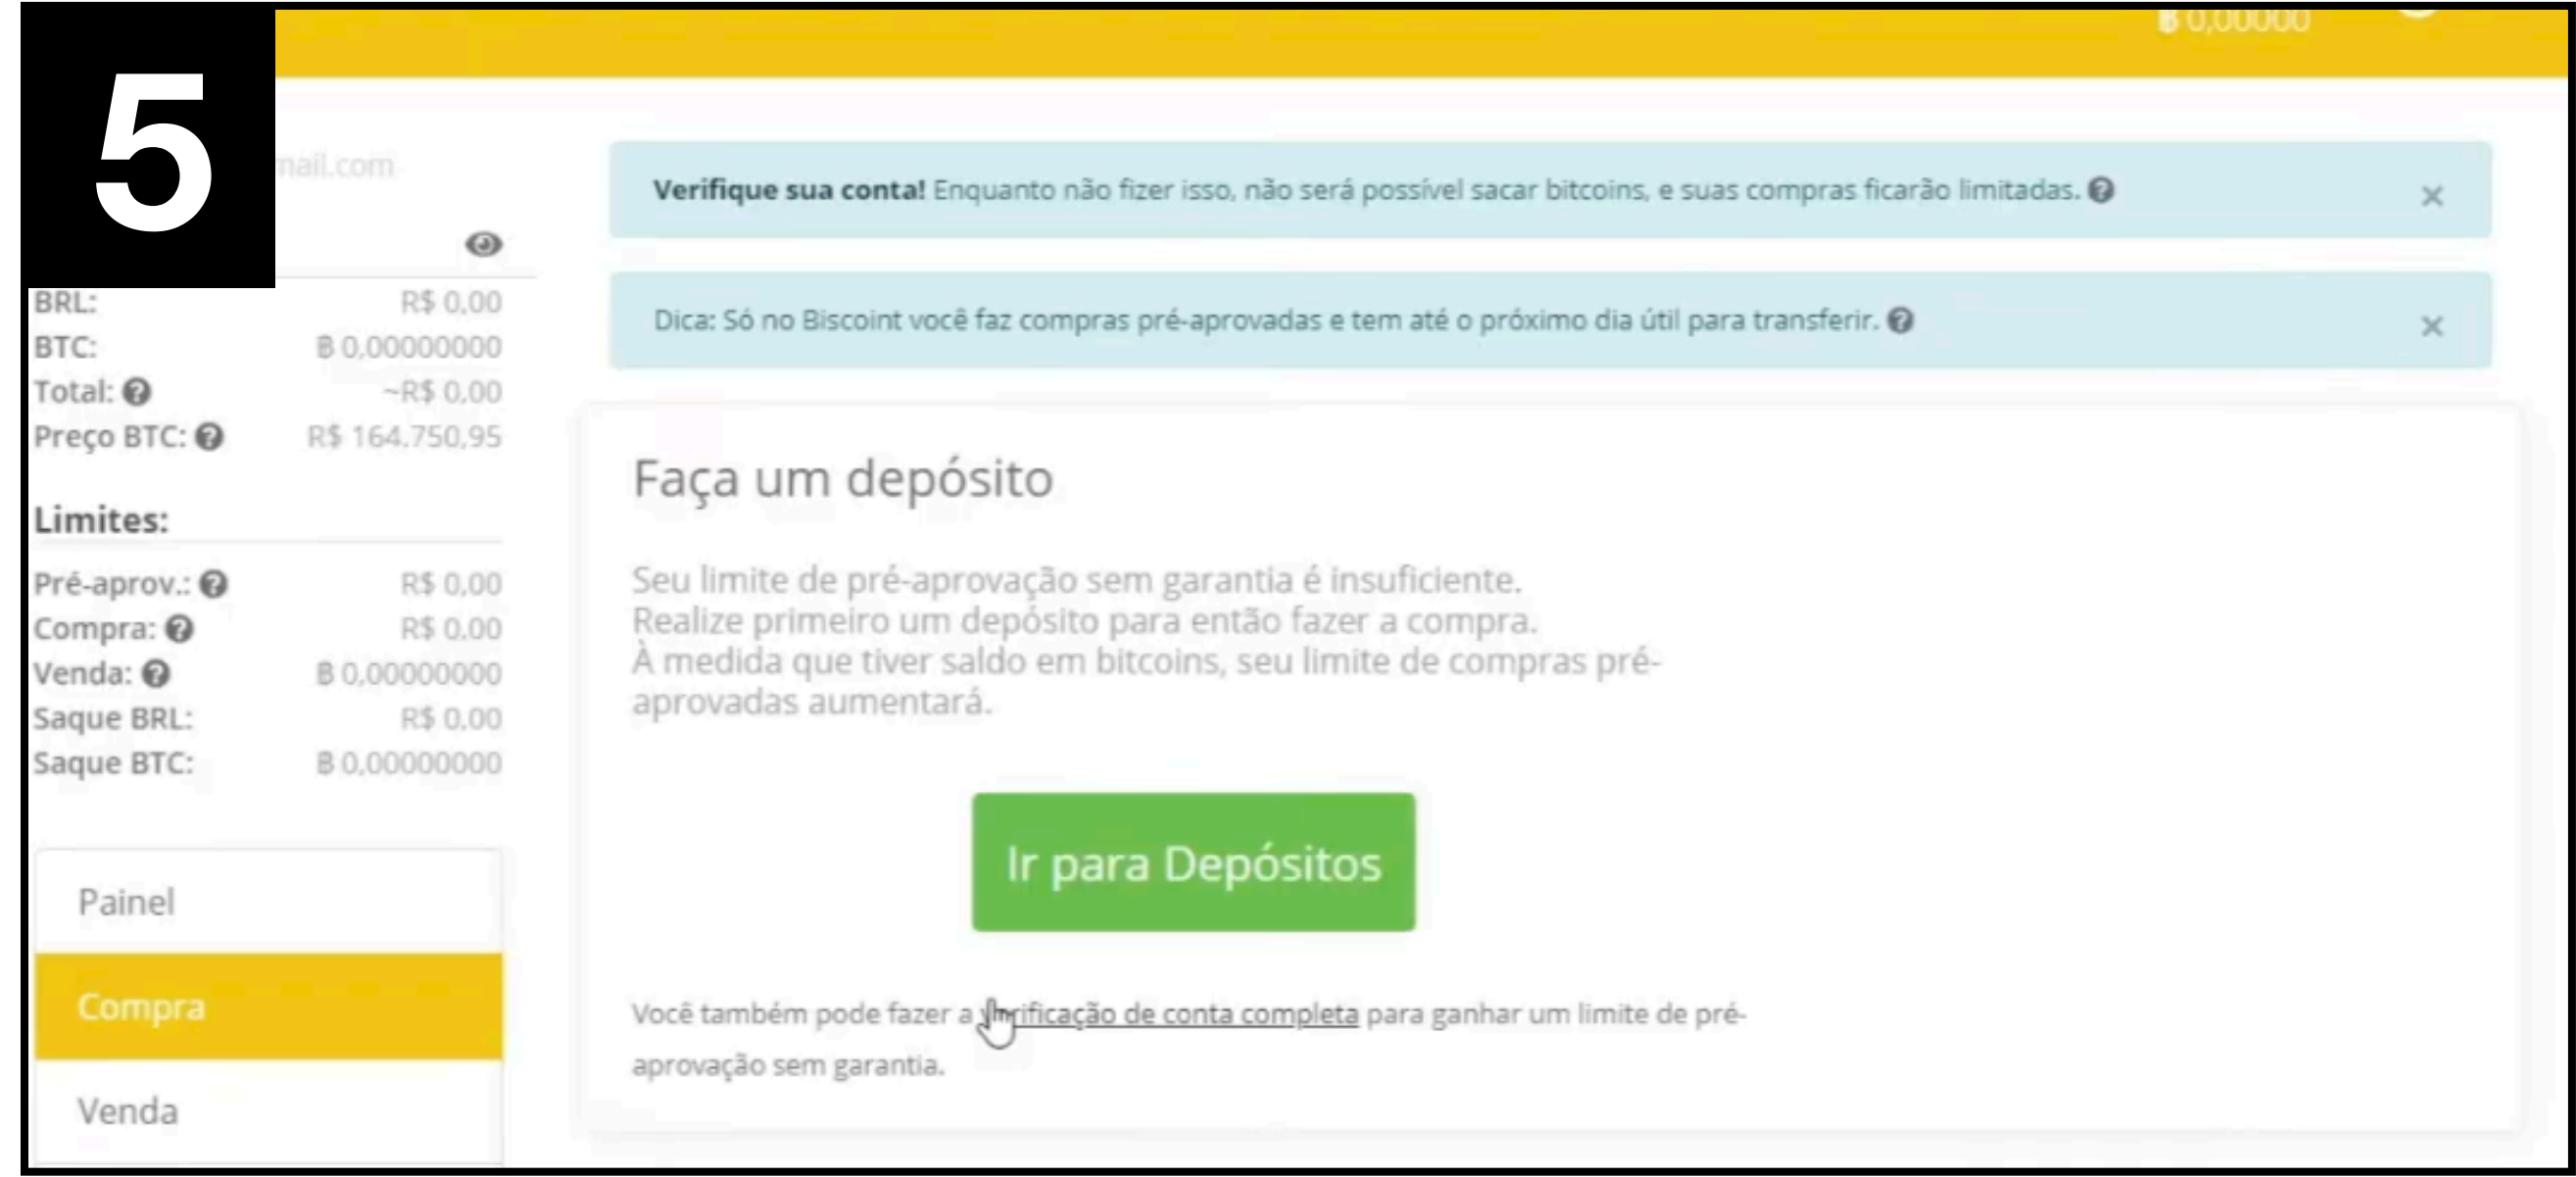 ฿ 0,00000
5
mail.com
Verifique sua conta! Enquanto não fizer isso, não será possível sacar bitcoins, e suas compras ficarão limitadas.
Dica: Só no Biscoint você faz compras pré-aprovadas e tem até o próximo dia útil para transferir.
BRL: R$ 0,00
BTC: ฿ 0,00000000
Total: ~R$ 0,00
Preço BTC: R$ 164.750,95
Limites:
Pré-aprov.: R$ 0,00
Compra: R$ 0,00
Venda: ฿ 0,00000000
Saque BRL: R$ 0,00
Saque BTC: ฿ 0,00000000
Painel
Compra
Venda
Faça um depósito
Seu limite de pré-aprovação sem garantia é insuficiente.
Realize primeiro um depósito para então fazer a compra.
À medida que tiver saldo em bitcoins, seu limite de compras pré-
aprovadas aumentará.
Ir para Depósitos
Você também pode fazer a verificação de conta completa para ganhar um limite de pré-
aprovação sem garantia.